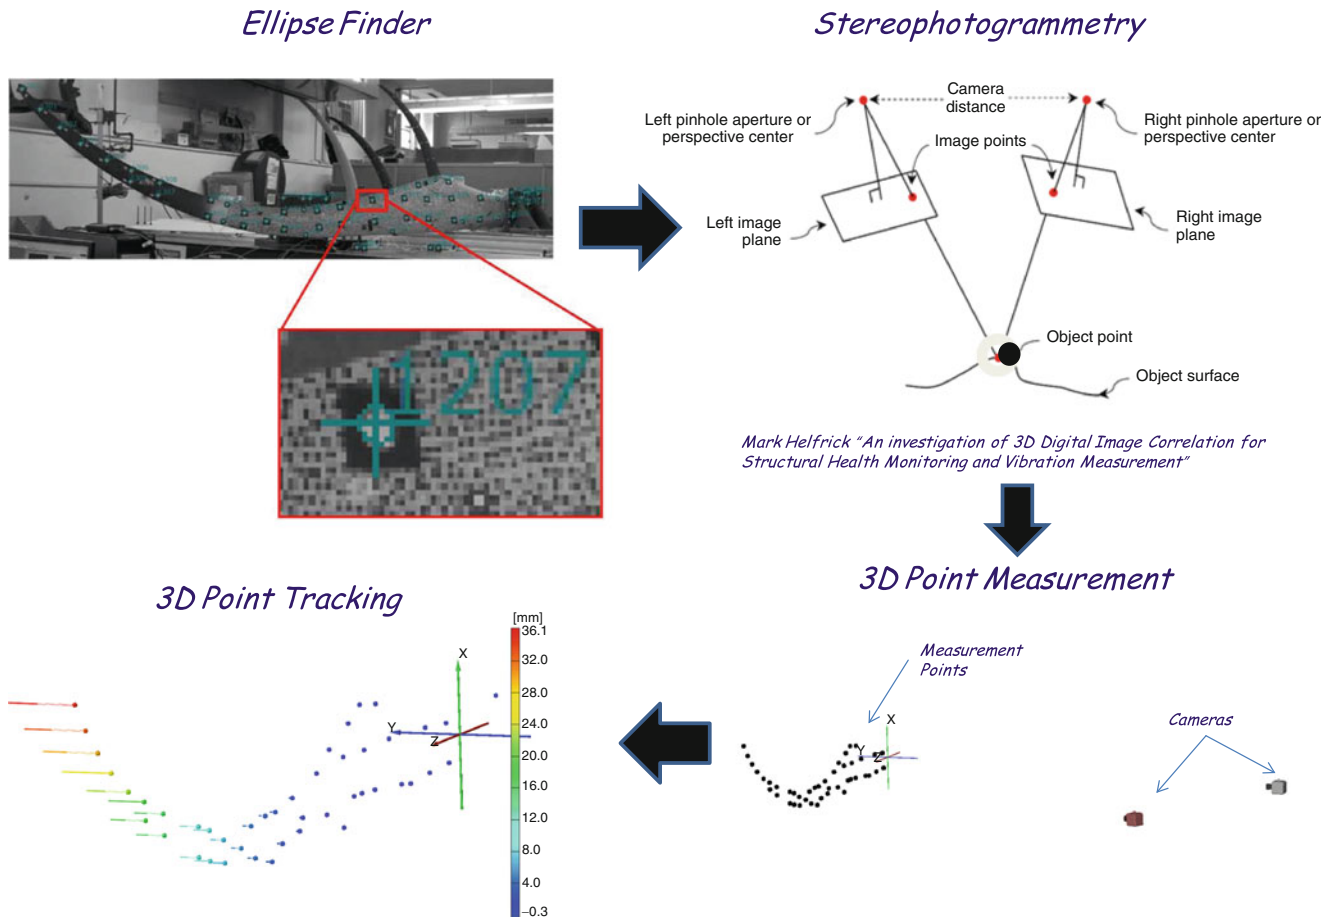 Ellipse Finder
1207
Stereophotogrammetry
Camera
distance
Left pinhole aperture or
perspective center
Right pinhole aperture or
perspective center
Image points
Left image
plane
Right image
plane
Object point
Object surface
Mark Helfrick "An investigation of 3D Digital Image Correlation for
Structural Health Monitoring and Vibration Measurement"
3D Point Measurement
Measurement
Points
Cameras
X
Y
Z
3D Point Tracking
[mm]
36.1
32.0
28.0
24.0
20.0
16.0
12.0
8.0
4.0
–0.3
X
Y
Z